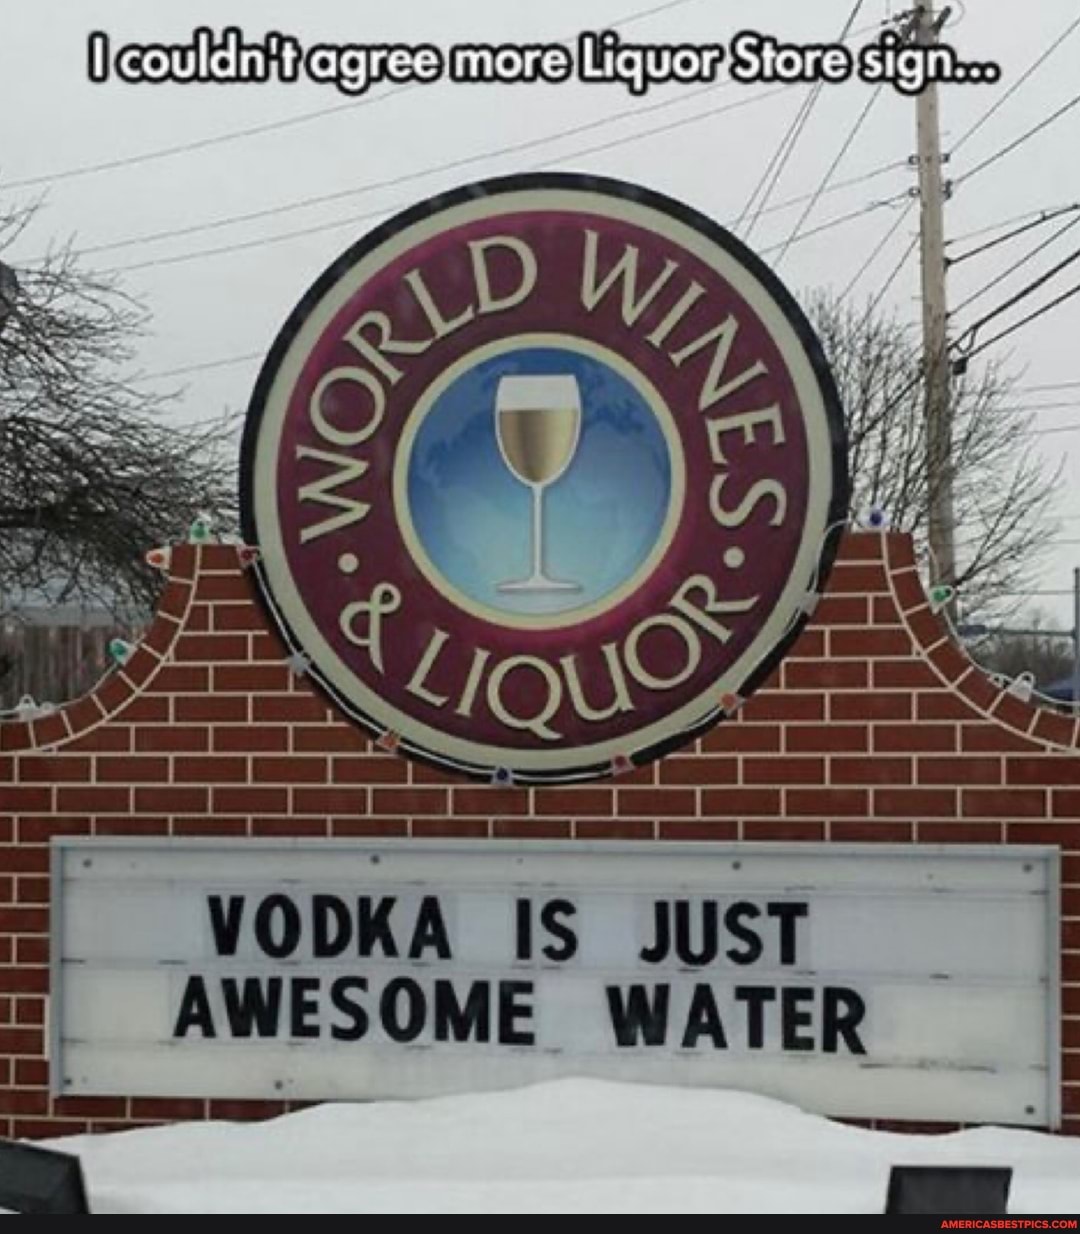 I couldn't agree more Liquor Store sign...
WORLD WINES
& LIQUOR
VODKA IS JUST
AWESOME WATER
AMERICASBESTPICS.COM